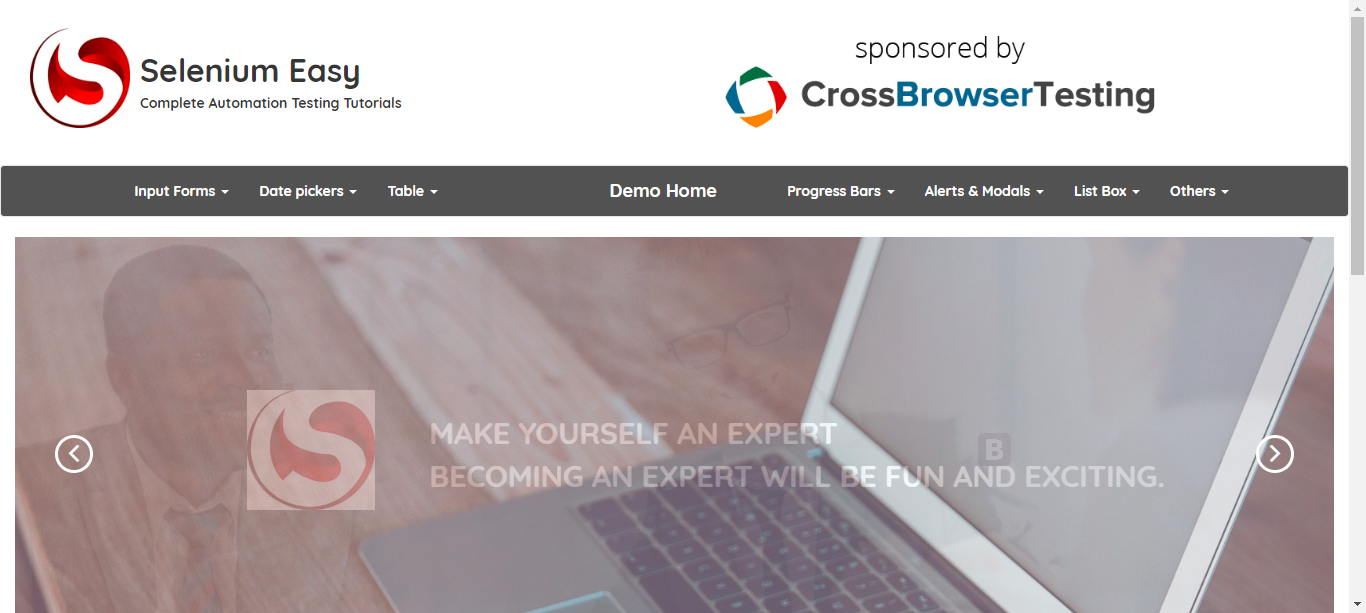 Selenium Easy
Complete Automation Testing Tutorials
sponsored by
CrossBrowserTesting
Input Forms
Date pickers
Table
Demo Home
Progress Bars
Alerts & Modals
List Box
Others
MAKE YOURSELF AN EXPERT
BECOMING AN EXPERT WILL BE FUN AND EXCITING.
B